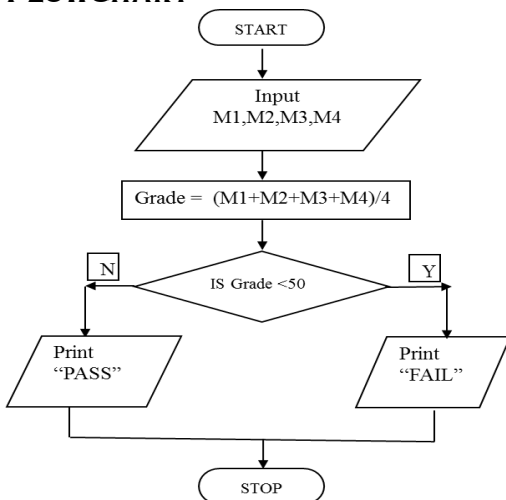 FLOWCHART
START
Input
M1,M2,M3,M4
Grade = (M1+M2+M3+M4)/4
N
IS Grade <50
Y
Print
“PASS”
Print
“FAIL”
STOP